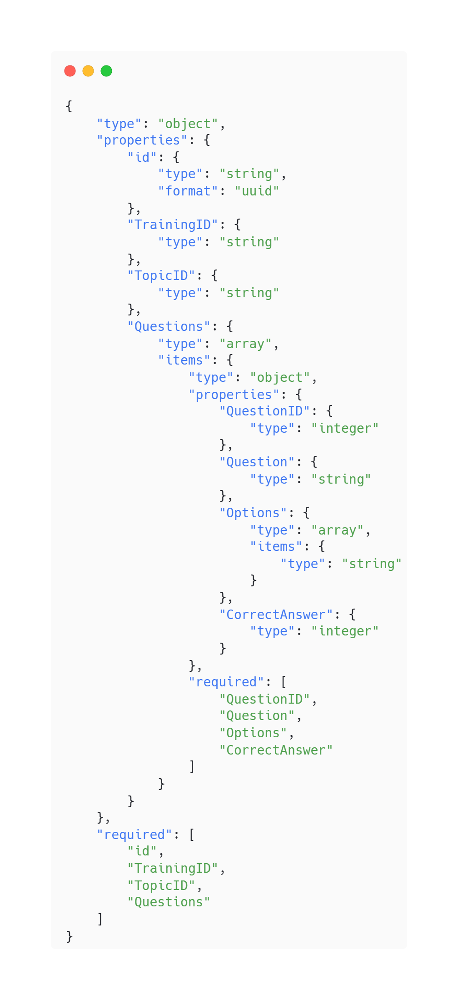 {
    "type": "object",
    "properties": {
        "id": {
            "type": "string",
            "format": "uuid"
        },
        "TrainingID": {
            "type": "string"
        },
        "TopicID": {
            "type": "string"
        },
        "Questions": {
            "type": "array",
            "items": {
                "type": "object",
                "properties": {
                    "QuestionID": {
                        "type": "integer"
                    },
                    "Question": {
                        "type": "string"
                    },
                    "Options": {
                        "type": "array",
                        "items": {
                            "type": "string"
                        }
                    },
                    "CorrectAnswer": {
                        "type": "integer"
                    }
                },
                "required": [
                    "QuestionID",
                    "Question",
                    "Options",
                    "CorrectAnswer"
                ]
            }
        }
    },
    "required": [
        "id",
        "TrainingID",
        "TopicID",
        "Questions"
    ]
}